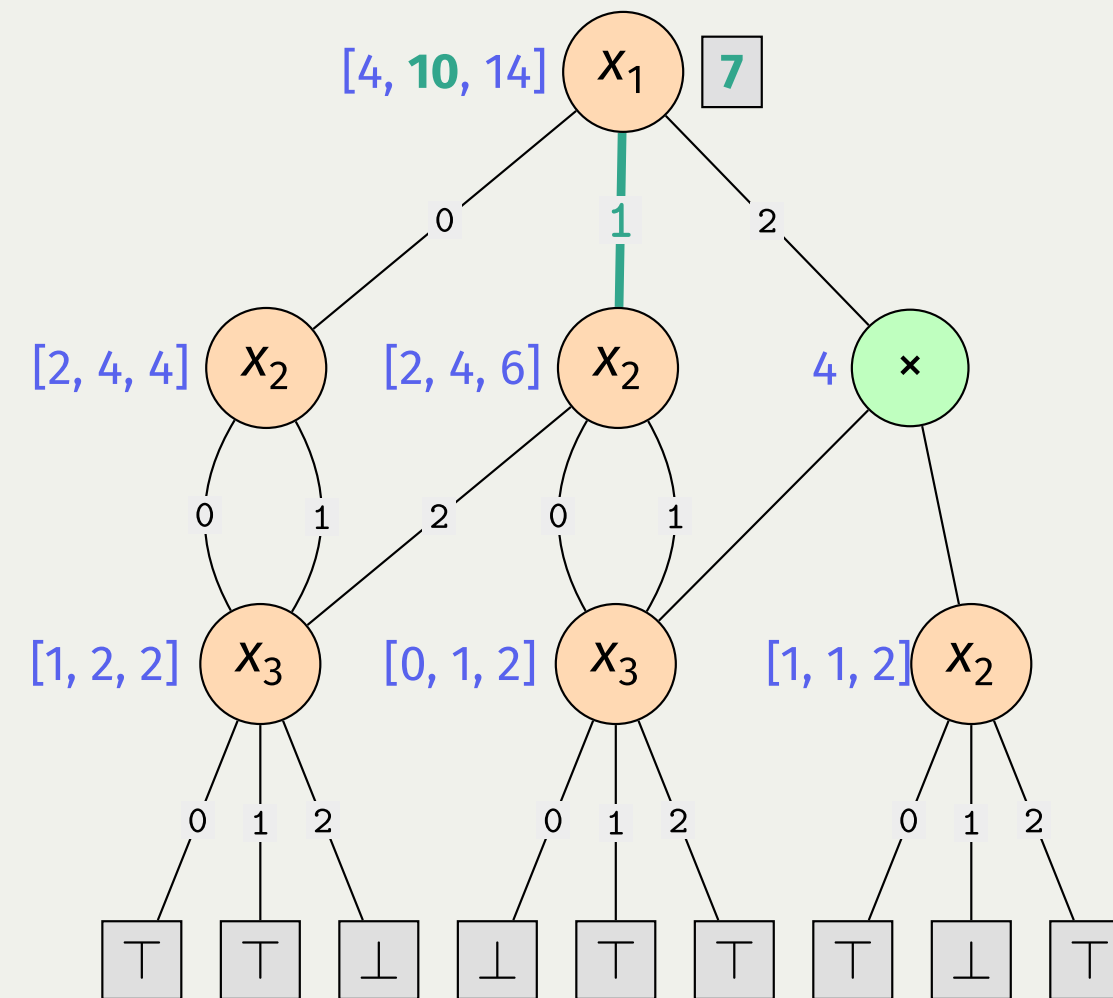 [4, 10, 14] x₁ 7
0 1 2
[2, 4, 4] x₂ [2, 4, 6] x₂ 4 ×
0 1 2 0 1
[1, 2, 2] x₃ [0, 1, 2] x₃ [1, 1, 2] x₂
0 1 2 0 1 2 0 1 2
⊤ ⊤ ⊥ ⊥ ⊤ ⊤ ⊤ ⊥ ⊤